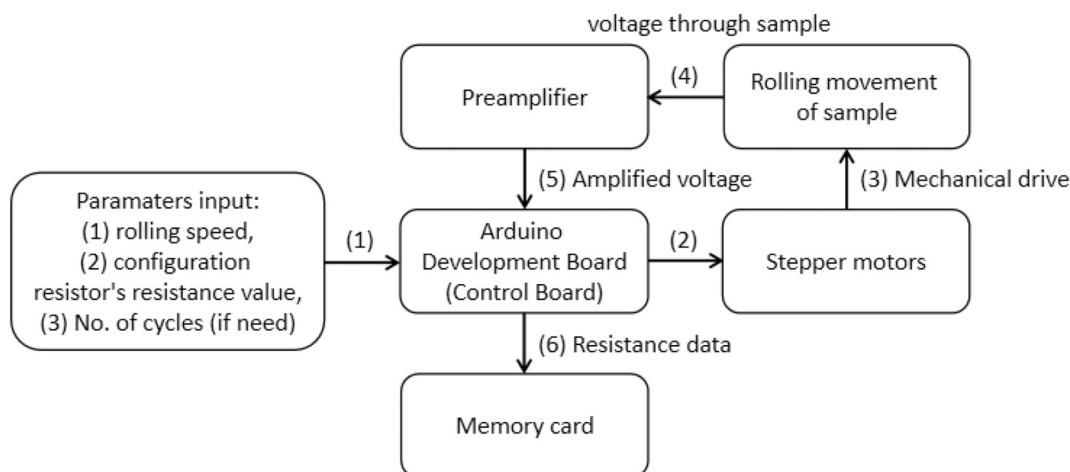 voltage through sample
Preamplifier
(4)
Rolling movement
of sample
(5) Amplified voltage
(3) Mechanical drive
Paramaters input:
(1) rolling speed,
(2) configuration
resistor's resistance value,
(3) No. of cycles (if need)
(1)
Arduino
Development Board
(Control Board)
(2)
Stepper motors
(6) Resistance data
Memory card